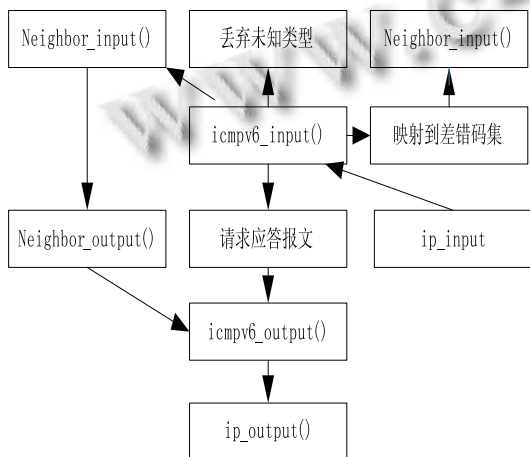 Neighbor_input()
丢弃未知类型
Neighbor_input()
icmpv6_input()
映射到差错码集
Neighbor_output()
请求应答报文
ip_input
icmpv6_output()
ip_output()